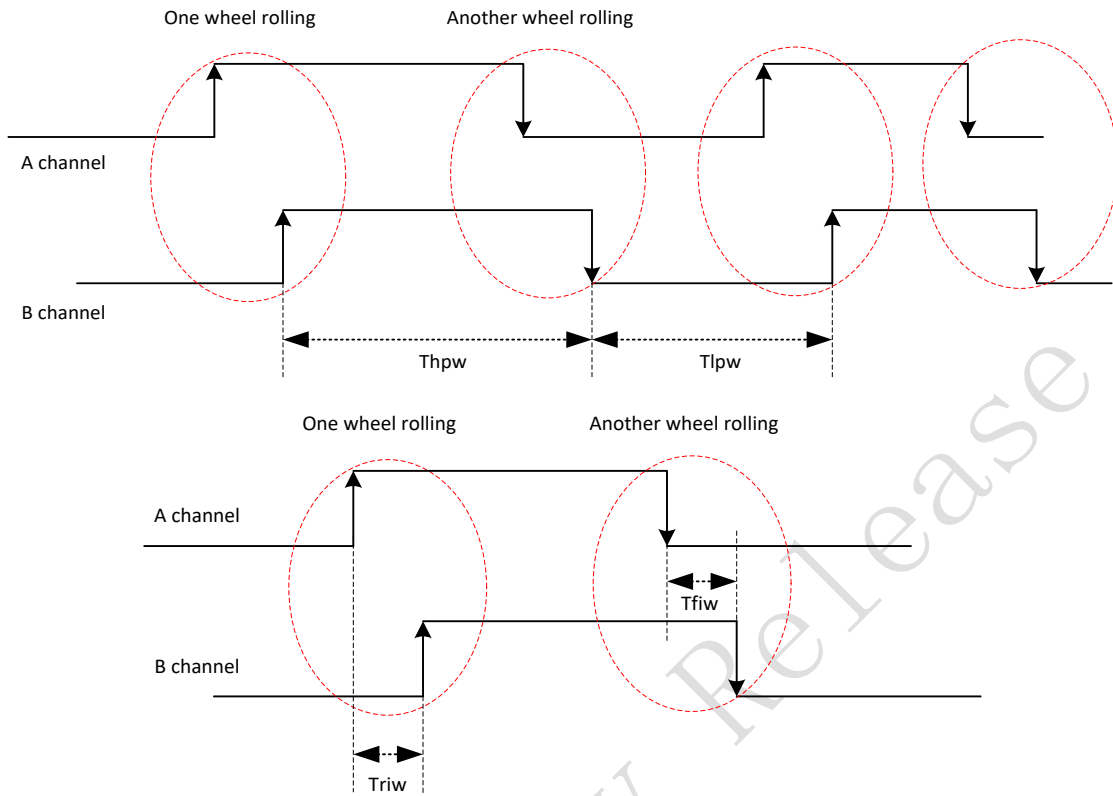 One wheel rolling
Another wheel rolling
A channel
B channel
Thpw
Tlpw
One wheel rolling
Another wheel rolling
A channel
Tfiw
B channel
Triw
Release